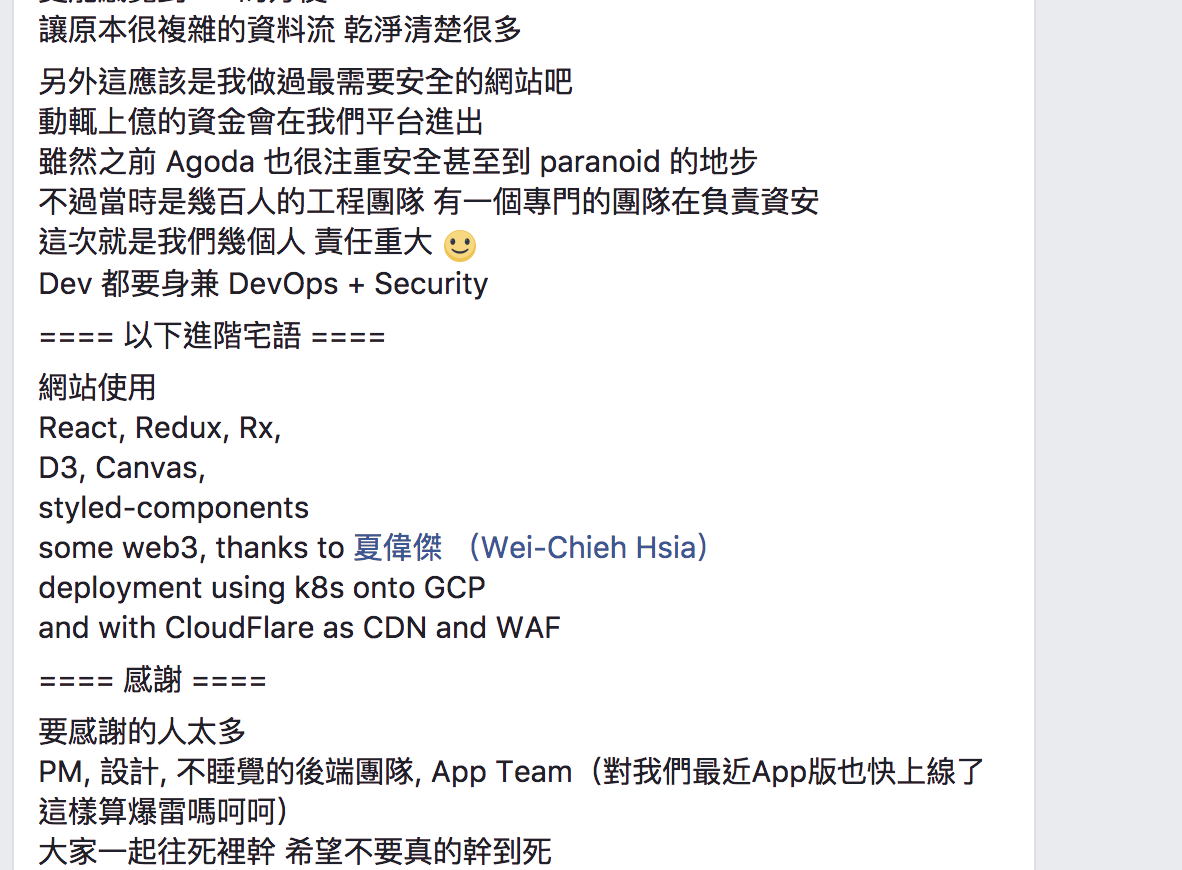 讓原本很複雜的資料流 乾淨清楚很多
另外這應該是我做過最需要安全的網站吧
動輒上億的資金會在我們平台進出
雖然之前 Agoda 也很注重安全甚至到 paranoid 的地步
不過當時是幾百人的工程團隊 有一個專門的團隊在負責資安
這次就是我們幾個人 責任重大 🙂
Dev 都要身兼 DevOps + Security
==== 以下進階宅語 ====
網站使用
React, Redux, Rx,
D3, Canvas,
styled-components
some web3, thanks to 夏偉傑 （Wei-Chieh Hsia）
deployment using k8s onto GCP
and with CloudFlare as CDN and WAF
==== 感謝 ====
要感謝的人太多
PM, 設計, 不睡覺的後端團隊, App Team（對我們最近App版也快上線了
這樣算爆雷嗎呵呵）
大家一起往死裡幹 希望不要真的幹到死